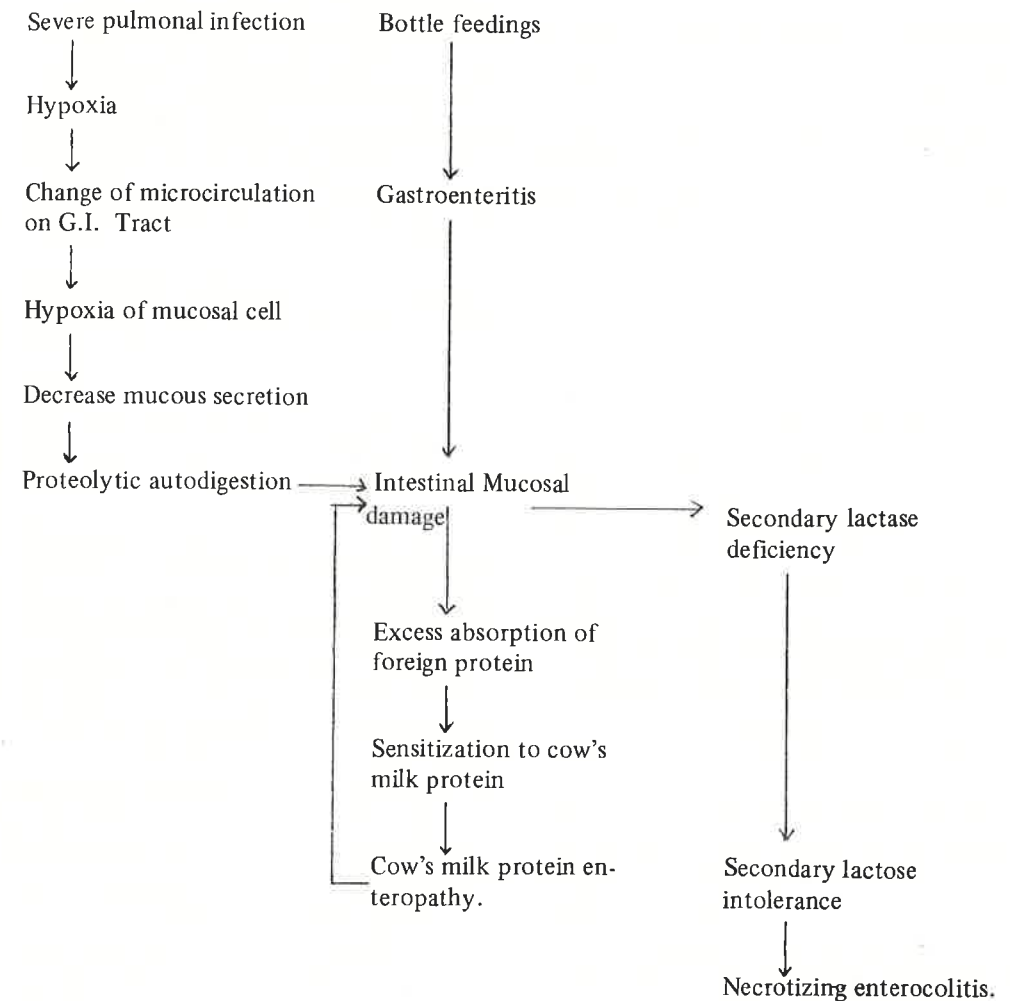 Severe pulmonal infection
Hypoxia
Change of microcirculation
on G.I. Tract
Hypoxia of mucosal cell
Decrease mucous secretion
Proteolytic autodigestion
Bottle feedings
Gastroenteritis
Intestinal Mucosal
damage
Excess absorption of
foreign protein
Sensitization to cow's
milk protein
Cow's milk protein en-
teropathy.
Secondary lactase
deficiency
Secondary lactose
intolerance
Necrotizing enterocolitis.